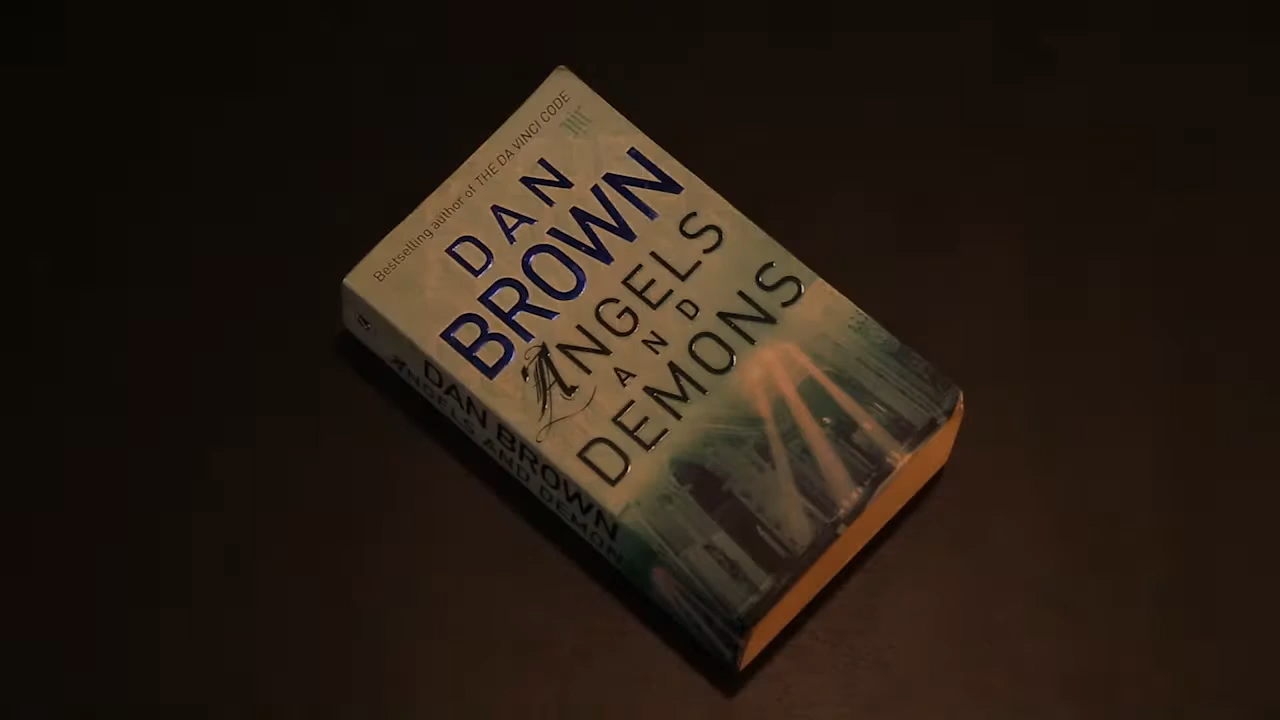 Bestselling author of THE DA VINCI CODE
DAN
BROWN
ANGELS
AND
DEMONS
DAN BROWN
ANGELS AND DEMON